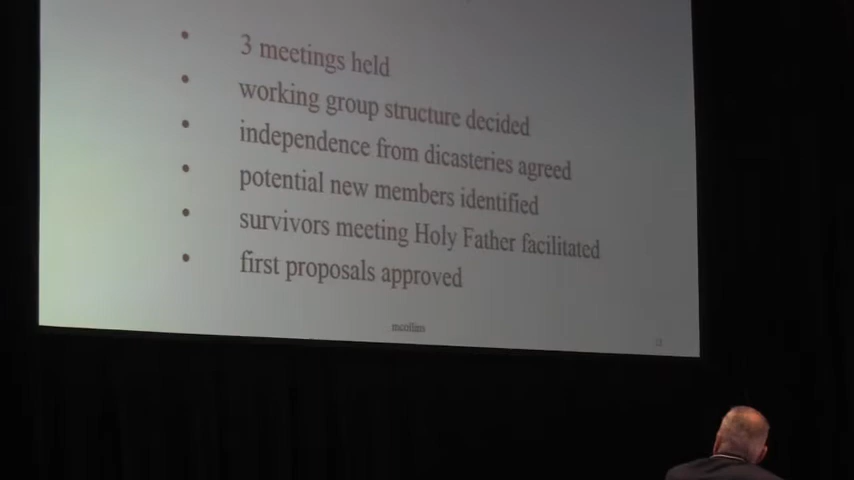 • 3 meetings held
• working group structure decided
• independence from dicasteries agreed
• potential new members identified
• survivors meeting Holy Father facilitated
• first proposals approved
mcollins